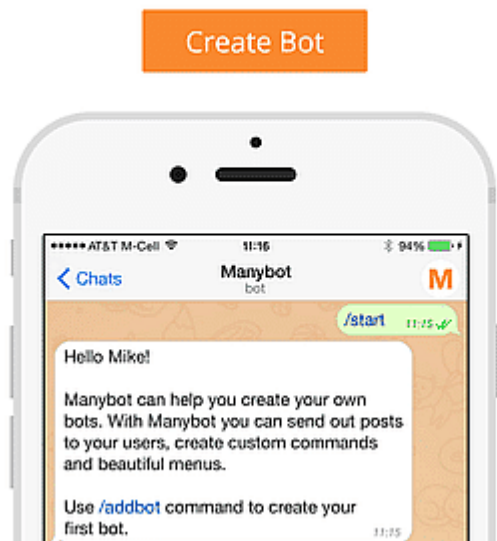 Create Bot
AT&T M-Cell 11:16 94%
Chats Manybot M
bot
/start 11:15
Hello Mike!
Manybot can help you create your own
bots. With Manybot you can send out posts
to your users, create custom commands
and beautiful menus.
Use /addbot command to create your
first bot. 11:15